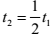 t₂ = 1/2 t₁